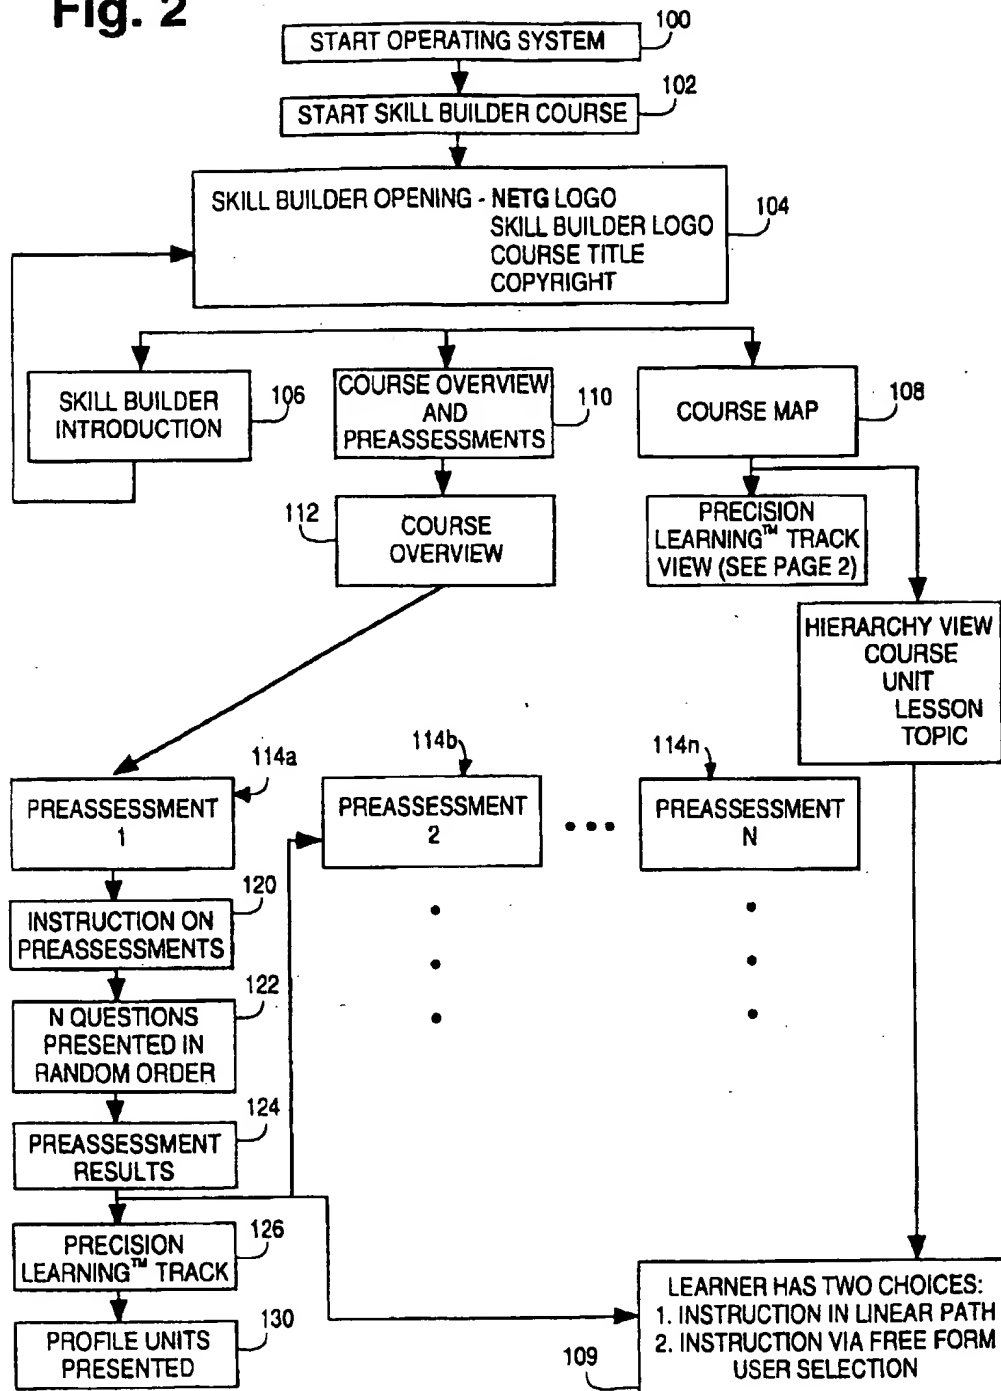 Fig. 2
START OPERATING SYSTEM
100
START SKILL BUILDER COURSE
102
SKILL BUILDER OPENING - NETG LOGO
SKILL BUILDER LOGO
COURSE TITLE
COPYRIGHT
104
SKILL BUILDER
INTRODUCTION
106
COURSE OVERVIEW
AND
PREASSESSMENTS
110
COURSE MAP
108
112
COURSE
OVERVIEW
PRECISION
LEARNING™ TRACK
VIEW (SEE PAGE 2)
HIERARCHY VIEW
COURSE
UNIT
LESSON
TOPIC
114a
PREASSESSMENT
1
114b
PREASSESSMENT
2
114n
PREASSESSMENT
N
120
INSTRUCTION ON
PREASSESSMENTS
122
N QUESTIONS
PRESENTED IN
RANDOM ORDER
124
PREASSESSMENT
RESULTS
126
PRECISION
LEARNING™ TRACK
130
PROFILE UNITS
PRESENTED
LEARNER HAS TWO CHOICES:
1. INSTRUCTION IN LINEAR PATH
2. INSTRUCTION VIA FREE FORM
USER SELECTION
109